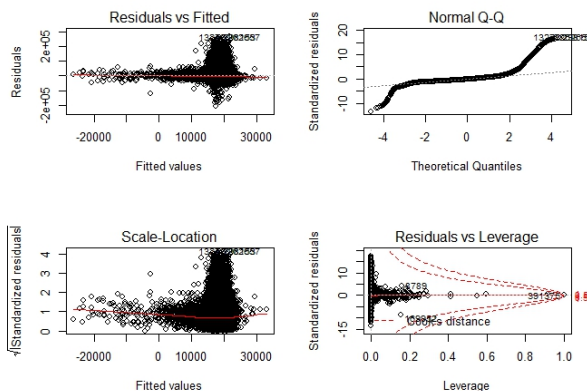 Residuals vs Fitted
Residuals
-2e+05
2e+05
-20000
0
10000
30000
Fitted values
Normal Q-Q
Standardized residuals
-10
0
10
20
-4
-2
0
2
4
Theoretical Quantiles
Scale-Location
√|Standardized residuals|
0
1
2
3
4
-20000
0
10000
30000
Fitted values
Residuals vs Leverage
Standardized residuals
-15
0
10
Cook's distance
0.0
0.2
0.4
0.6
0.8
1.0
Leverage